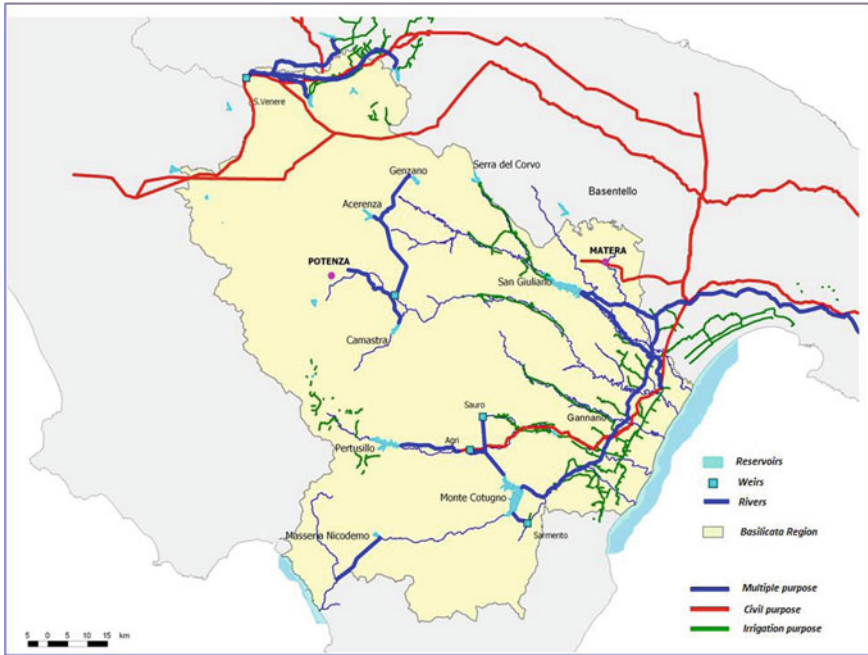 S.Venere
Genzano
Serra del Corvo
Basentello
Acerenza
MATERA
POTENZA
San Giuliano
Camastra
Sauro
Gannano
Agri
Pertusillo
Monte Cotugno
Sarmento
Masseria Nicodemo
Reservoirs
Weirs
Rivers
Basilicata Region
Multiple purpose
Civil purpose
Irrigation purpose
5 0 5 10 15 km